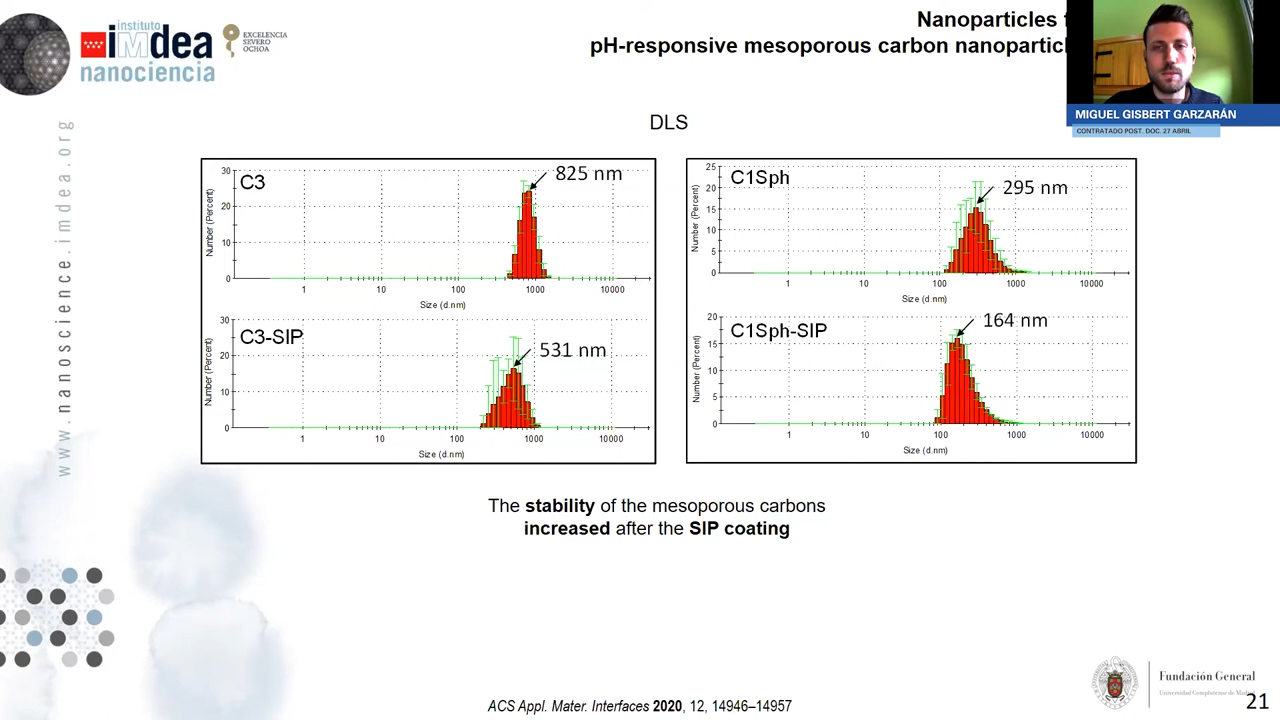 instituto
imdea
nanociencia
EXCELENCIA
SEVERO
OCHOA
Nanoparticles
pH-responsive mesoporous carbon
MIGUEL GISBERT GARZARÁN
CONTRATADO POST. DOC. 27 ABRIL
www.nanoscience.imdea.org
DLS
C3
825 nm
Number (Percent)
30
20
10
0
1
10
100
1000
10000
Size (d.nm)
C3-SIP
531 nm
Number (Percent)
30
20
10
0
1
10
100
1000
10000
Size (d.nm)
C1Sph
295 nm
Number (Percent)
25
20
15
10
5
0
1
10
100
1000
10000
Size (d.nm)
C1Sph-SIP
164 nm
Number (Percent)
20
15
10
5
0
1
10
100
1000
10000
Size (d.nm)
The stability of the mesoporous carbons
increased after the SIP coating
ACS Appl. Mater. Interfaces 2020, 12, 14946–14957
Fundación General
Universidad Complutense de
21